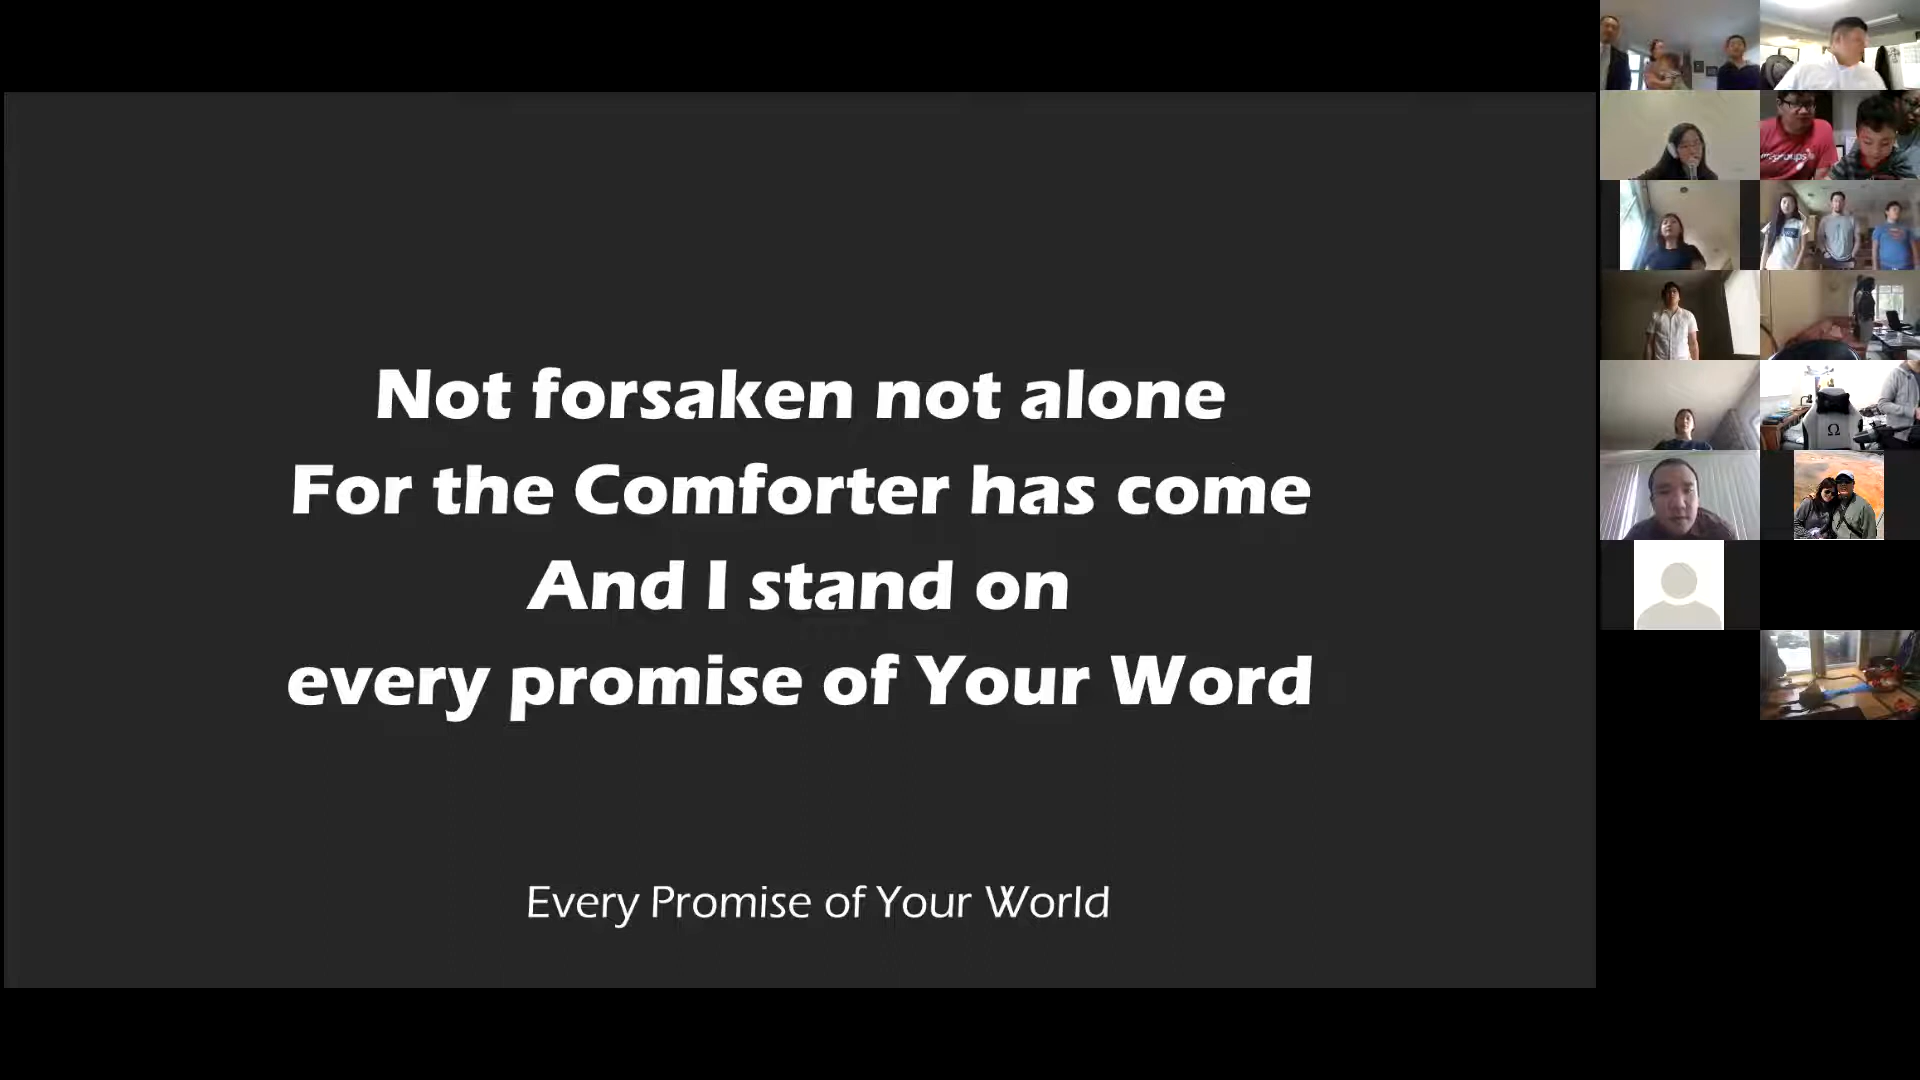 Not forsaken not alone
For the Comforter has come
And I stand on
every promise of Your Word
Every Promise of Your World
Ω